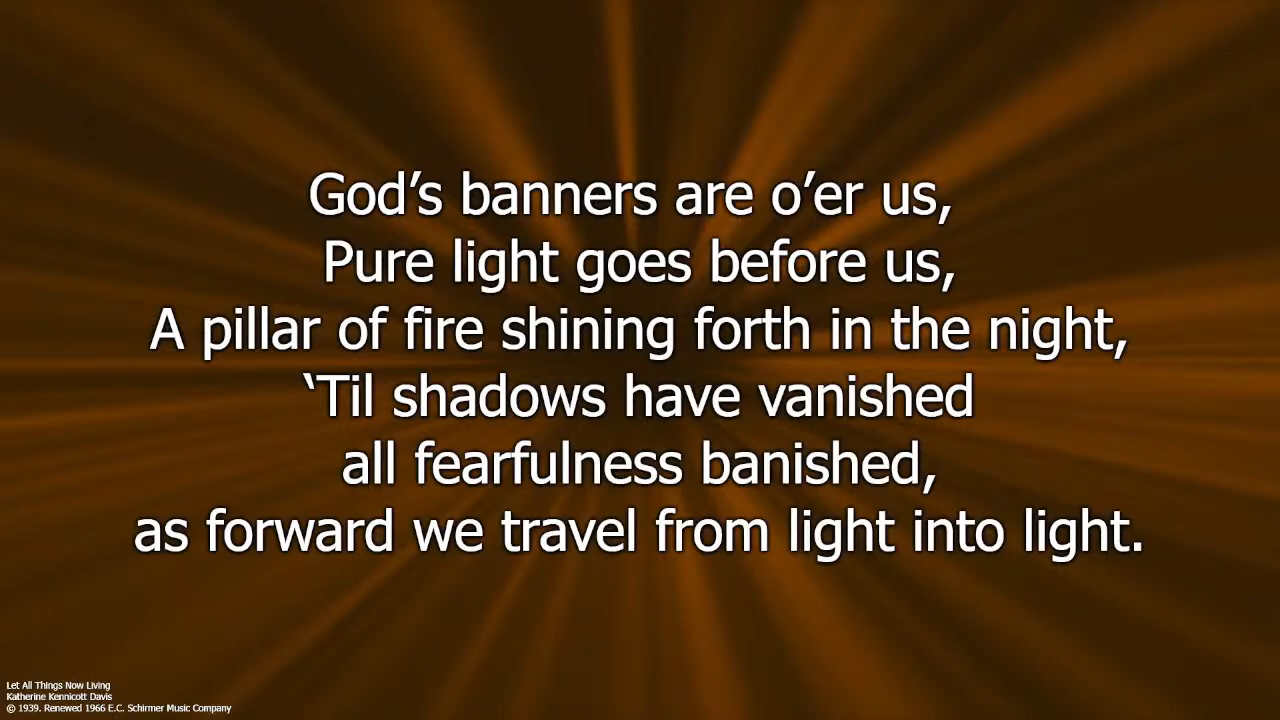 God’s banners are o’er us,
Pure light goes before us,
A pillar of fire shining forth in the night,
‘Til shadows have vanished
all fearfulness banished,
as forward we travel from light into light.
Let All Things Now Living
Katherine Kennicott Davis
© 1939. Renewed 1966 E.C. Schirmer Music Company